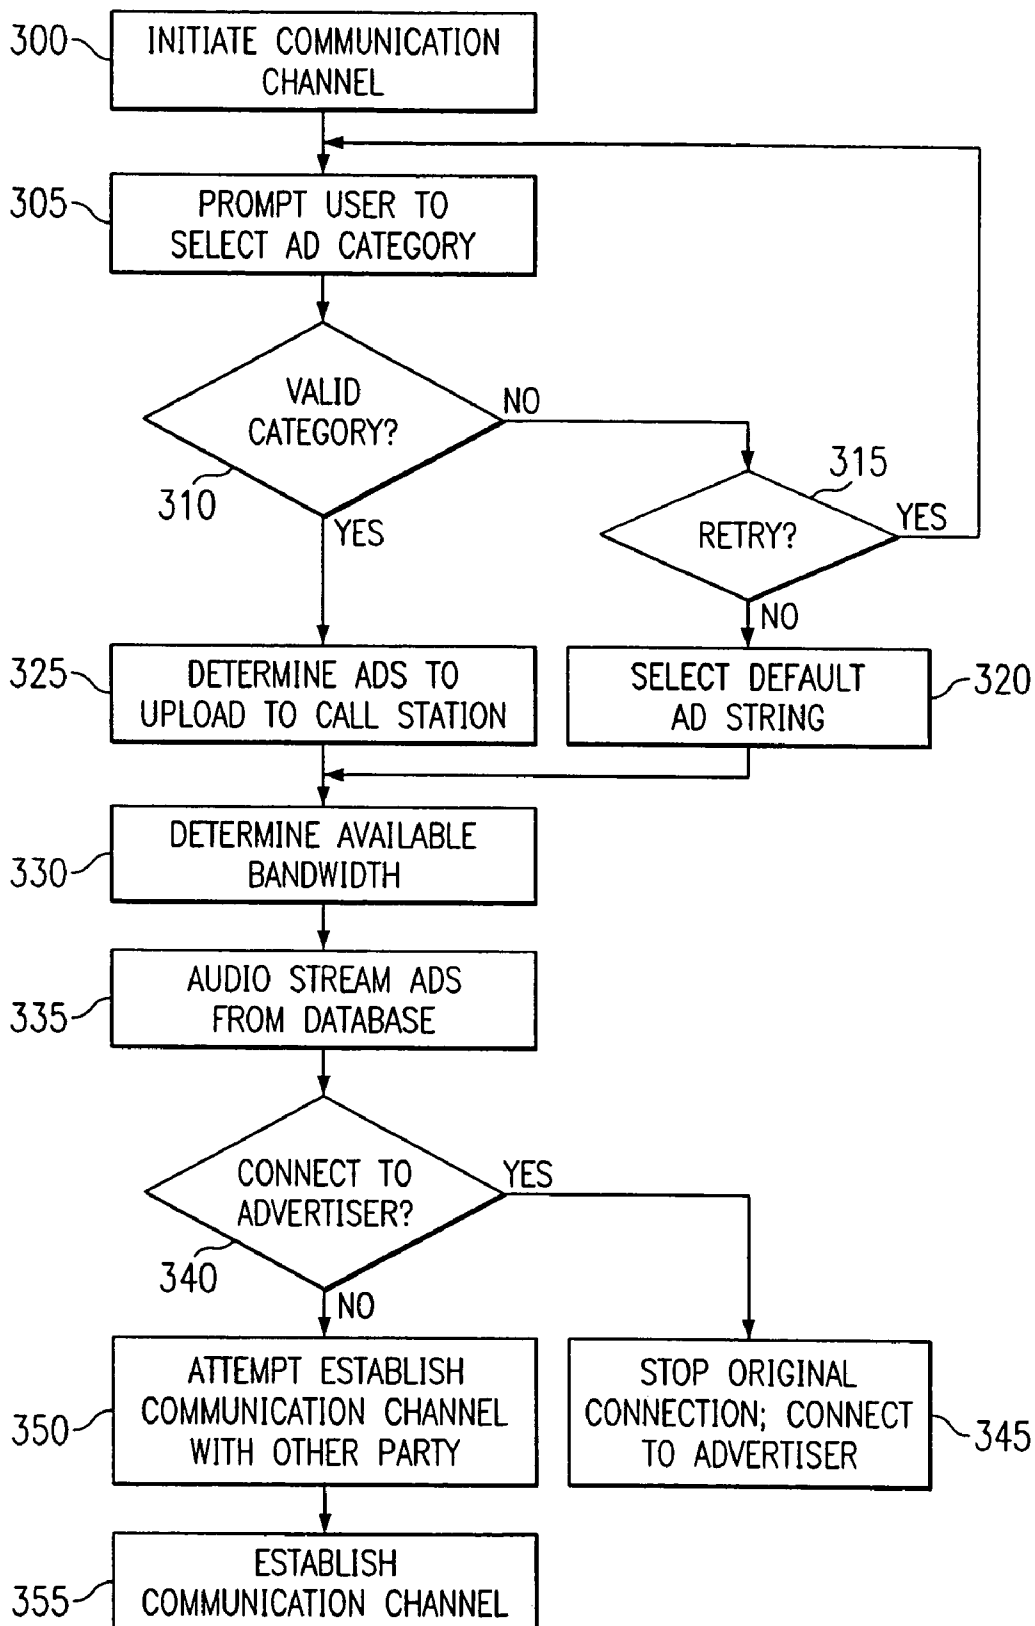 300
INITIATE COMMUNICATION
CHANNEL
305
PROMPT USER TO
SELECT AD CATEGORY
VALID
CATEGORY?
NO
310
YES
315
RETRY?
YES
NO
325
DETERMINE ADS TO
UPLOAD TO CALL STATION
SELECT DEFAULT
AD STRING
320
330
DETERMINE AVAILABLE
BANDWIDTH
335
AUDIO STREAM ADS
FROM DATABASE
CONNECT TO
ADVERTISER?
YES
340
NO
350
ATTEMPT ESTABLISH
COMMUNICATION CHANNEL
WITH OTHER PARTY
STOP ORIGINAL
CONNECTION; CONNECT
TO ADVERTISER
345
355
ESTABLISH
COMMUNICATION CHANNEL